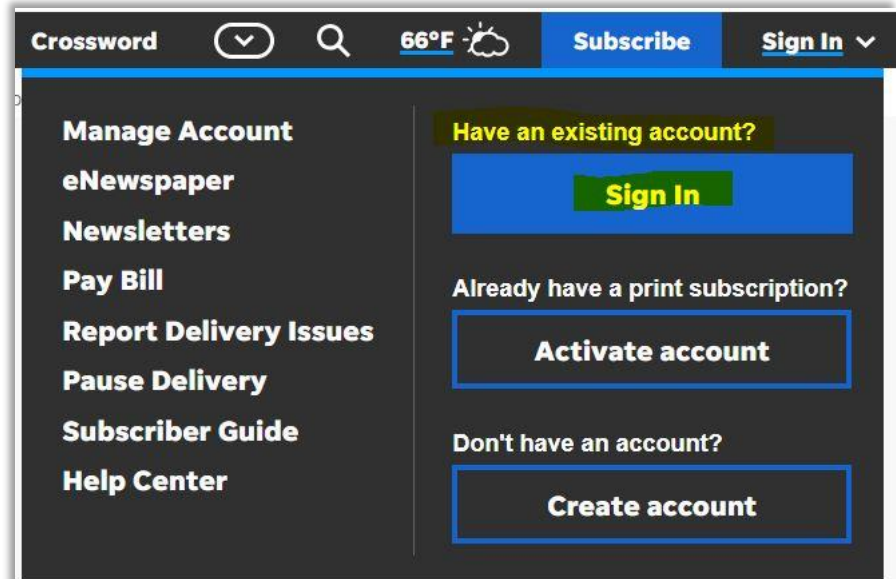 Crossword 66°F Subscribe Sign In
Manage Account
eNewspaper
Newsletters
Pay Bill
Report Delivery Issues
Pause Delivery
Subscriber Guide
Help Center
Have an existing account?
Sign In
Already have a print subscription?
Activate account
Don't have an account?
Create account